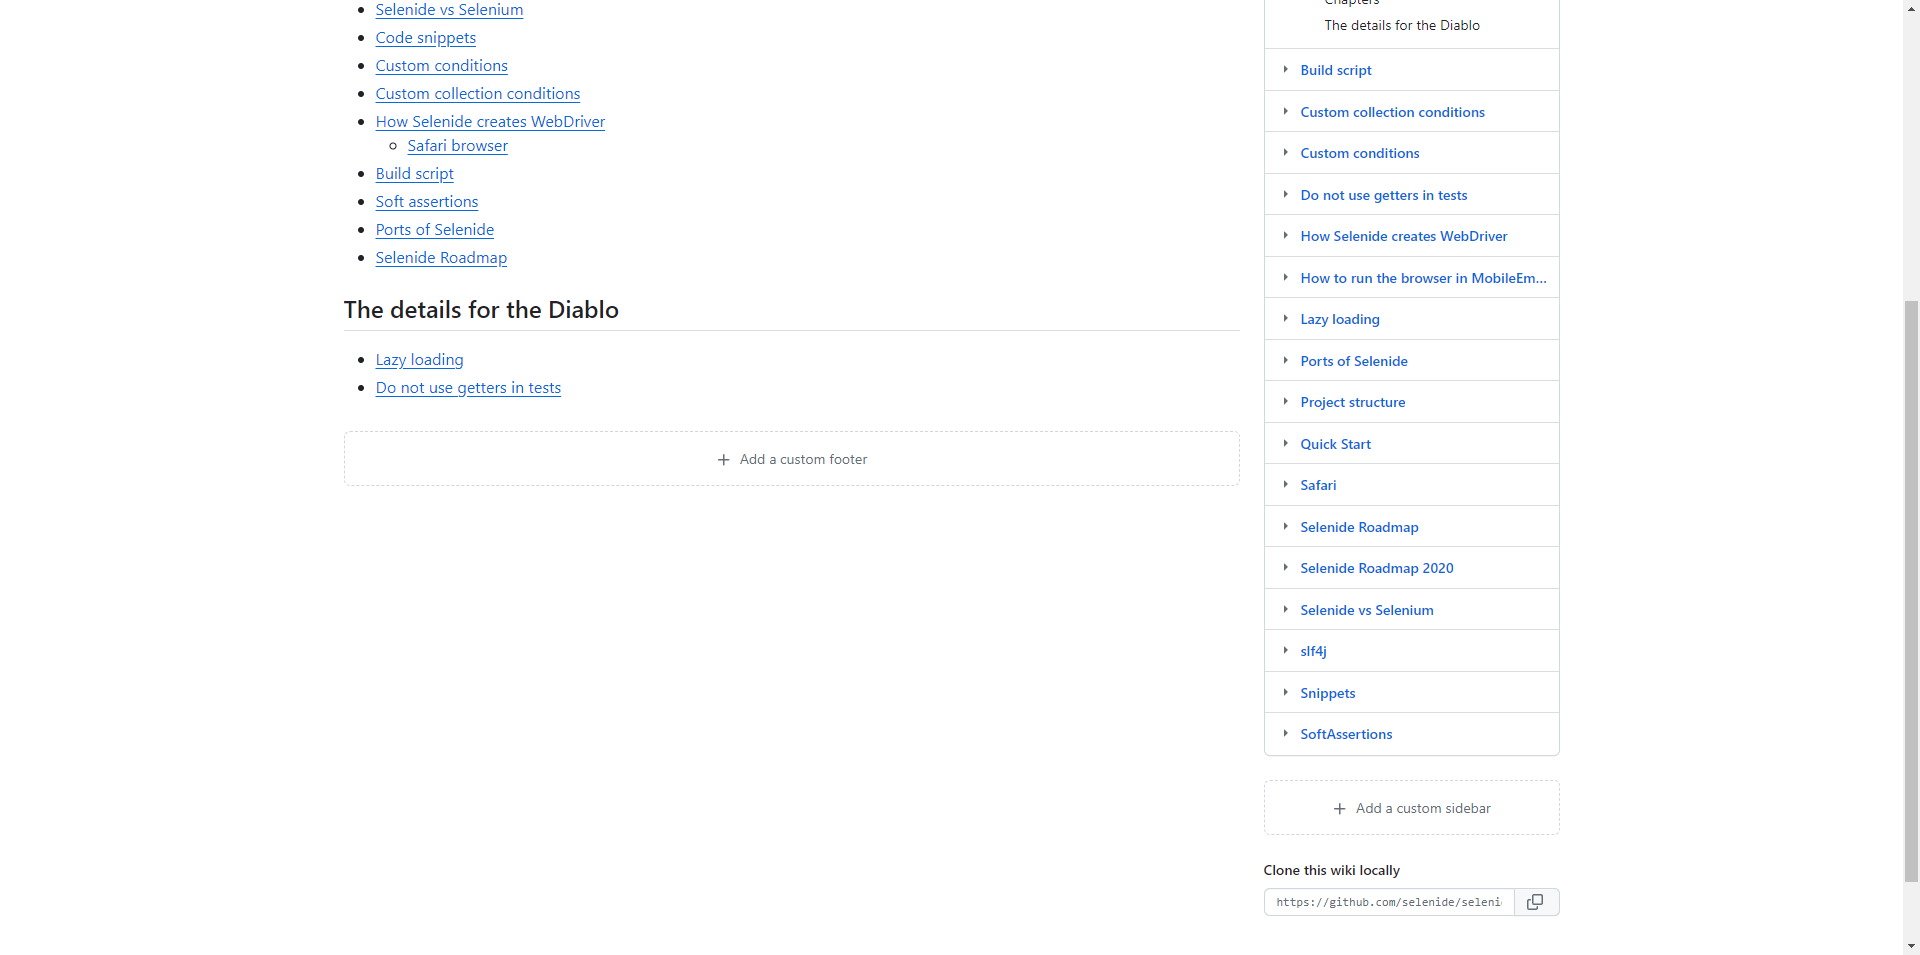 Selenide vs Selenium
Code snippets
Custom conditions
Custom collection conditions
How Selenide creates WebDriver
Safari browser
Build script
Soft assertions
Ports of Selenide
Selenide Roadmap
The details for the Diablo
Lazy loading
Do not use getters in tests
Add a custom footer
Chapters
The details for the Diablo
Build script
Custom collection conditions
Custom conditions
Do not use getters in tests
How Selenide creates WebDriver
How to run the browser in MobileEm...
Lazy loading
Ports of Selenide
Project structure
Quick Start
Safari
Selenide Roadmap
Selenide Roadmap 2020
Selenide vs Selenium
slf4j
Snippets
SoftAssertions
Add a custom sidebar
Clone this wiki locally
https://github.com/selenide/seleni